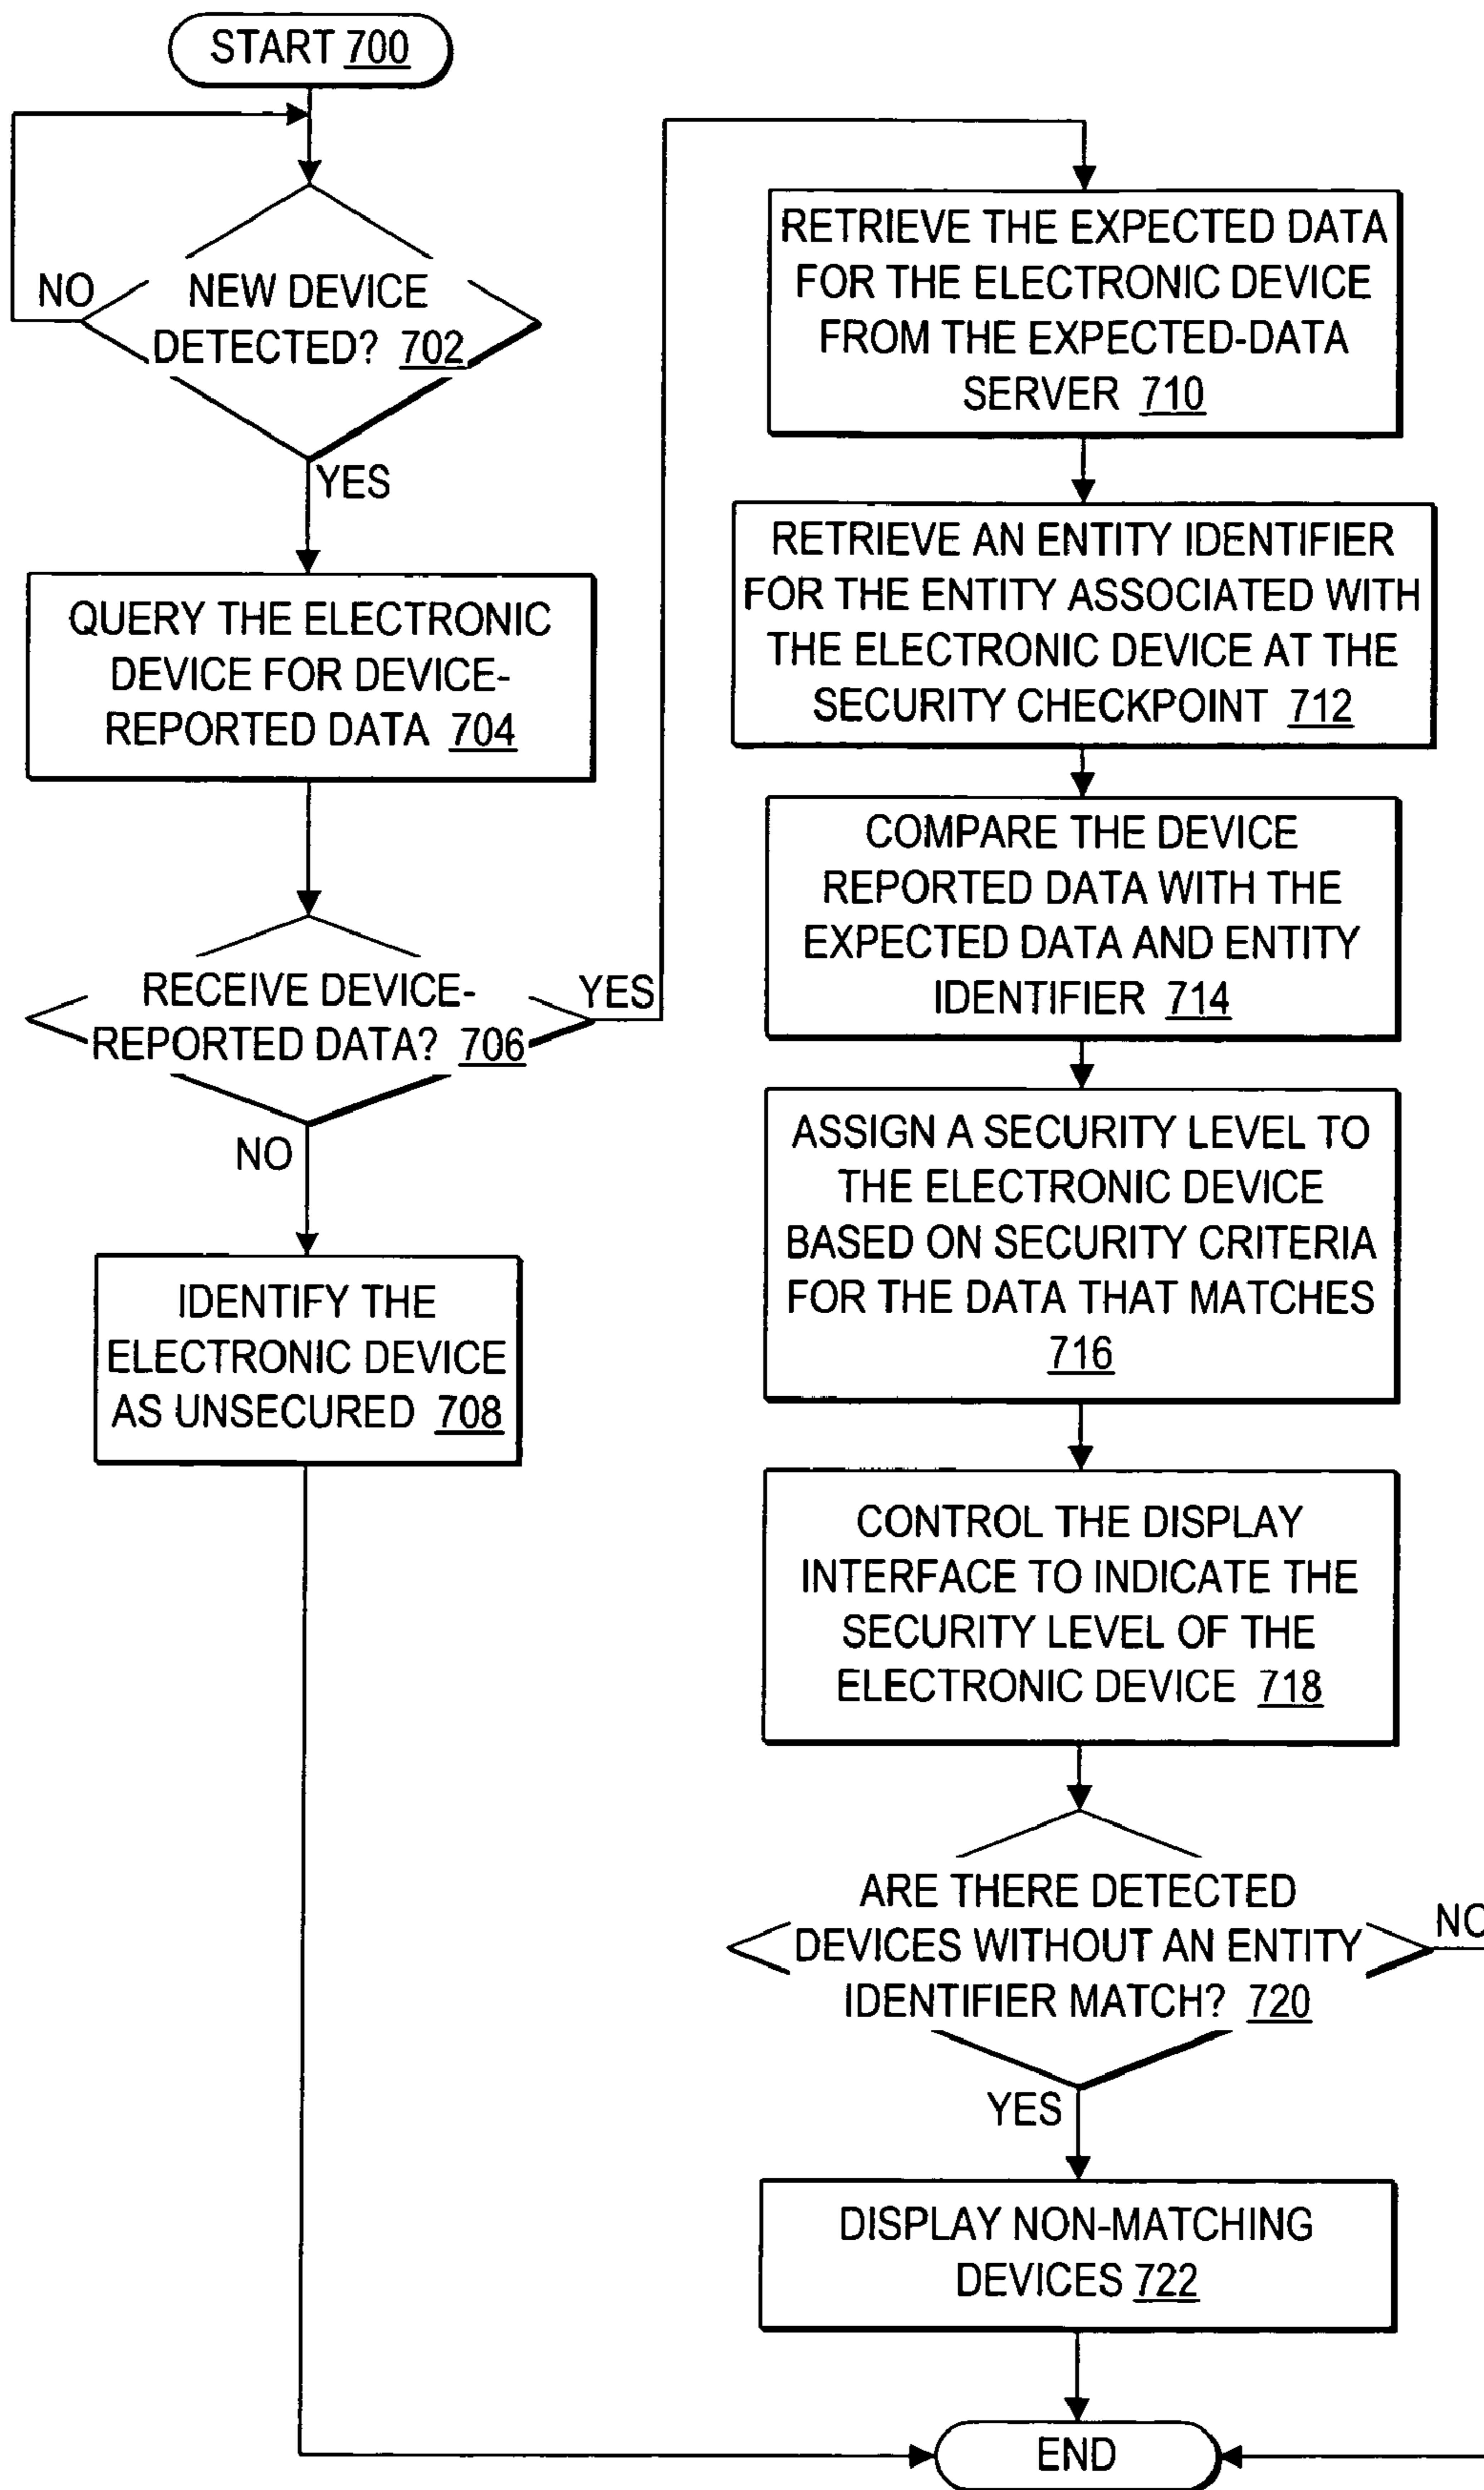 START 700
NEW DEVICE
DETECTED? 702
NO
YES
QUERY THE ELECTRONIC
DEVICE FOR DEVICE-
REPORTED DATA 704
RECEIVE DEVICE-
REPORTED DATA? 706
YES
NO
IDENTIFY THE
ELECTRONIC DEVICE
AS UNSECURED 708
RETRIEVE THE EXPECTED DATA
FOR THE ELECTRONIC DEVICE
FROM THE EXPECTED-DATA
SERVER 710
RETRIEVE AN ENTITY IDENTIFIER
FOR THE ENTITY ASSOCIATED WITH
THE ELECTRONIC DEVICE AT THE
SECURITY CHECKPOINT 712
COMPARE THE DEVICE
REPORTED DATA WITH THE
EXPECTED DATA AND ENTITY
IDENTIFIER 714
ASSIGN A SECURITY LEVEL TO
THE ELECTRONIC DEVICE
BASED ON SECURITY CRITERIA
FOR THE DATA THAT MATCHES
716
CONTROL THE DISPLAY
INTERFACE TO INDICATE THE
SECURITY LEVEL OF THE
ELECTRONIC DEVICE 718
ARE THERE DETECTED
DEVICES WITHOUT AN ENTITY
IDENTIFIER MATCH? 720
NO
YES
DISPLAY NON-MATCHING
DEVICES 722
END